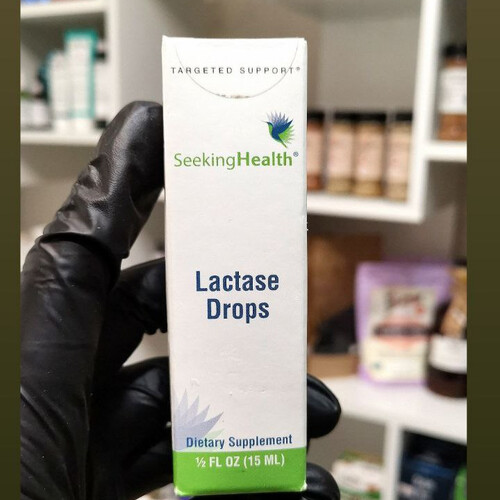 TARGETED SUPPORT®
SeekingHealth®
Lactase
Drops
Dietary Supplement
½ FL OZ (15 ML)